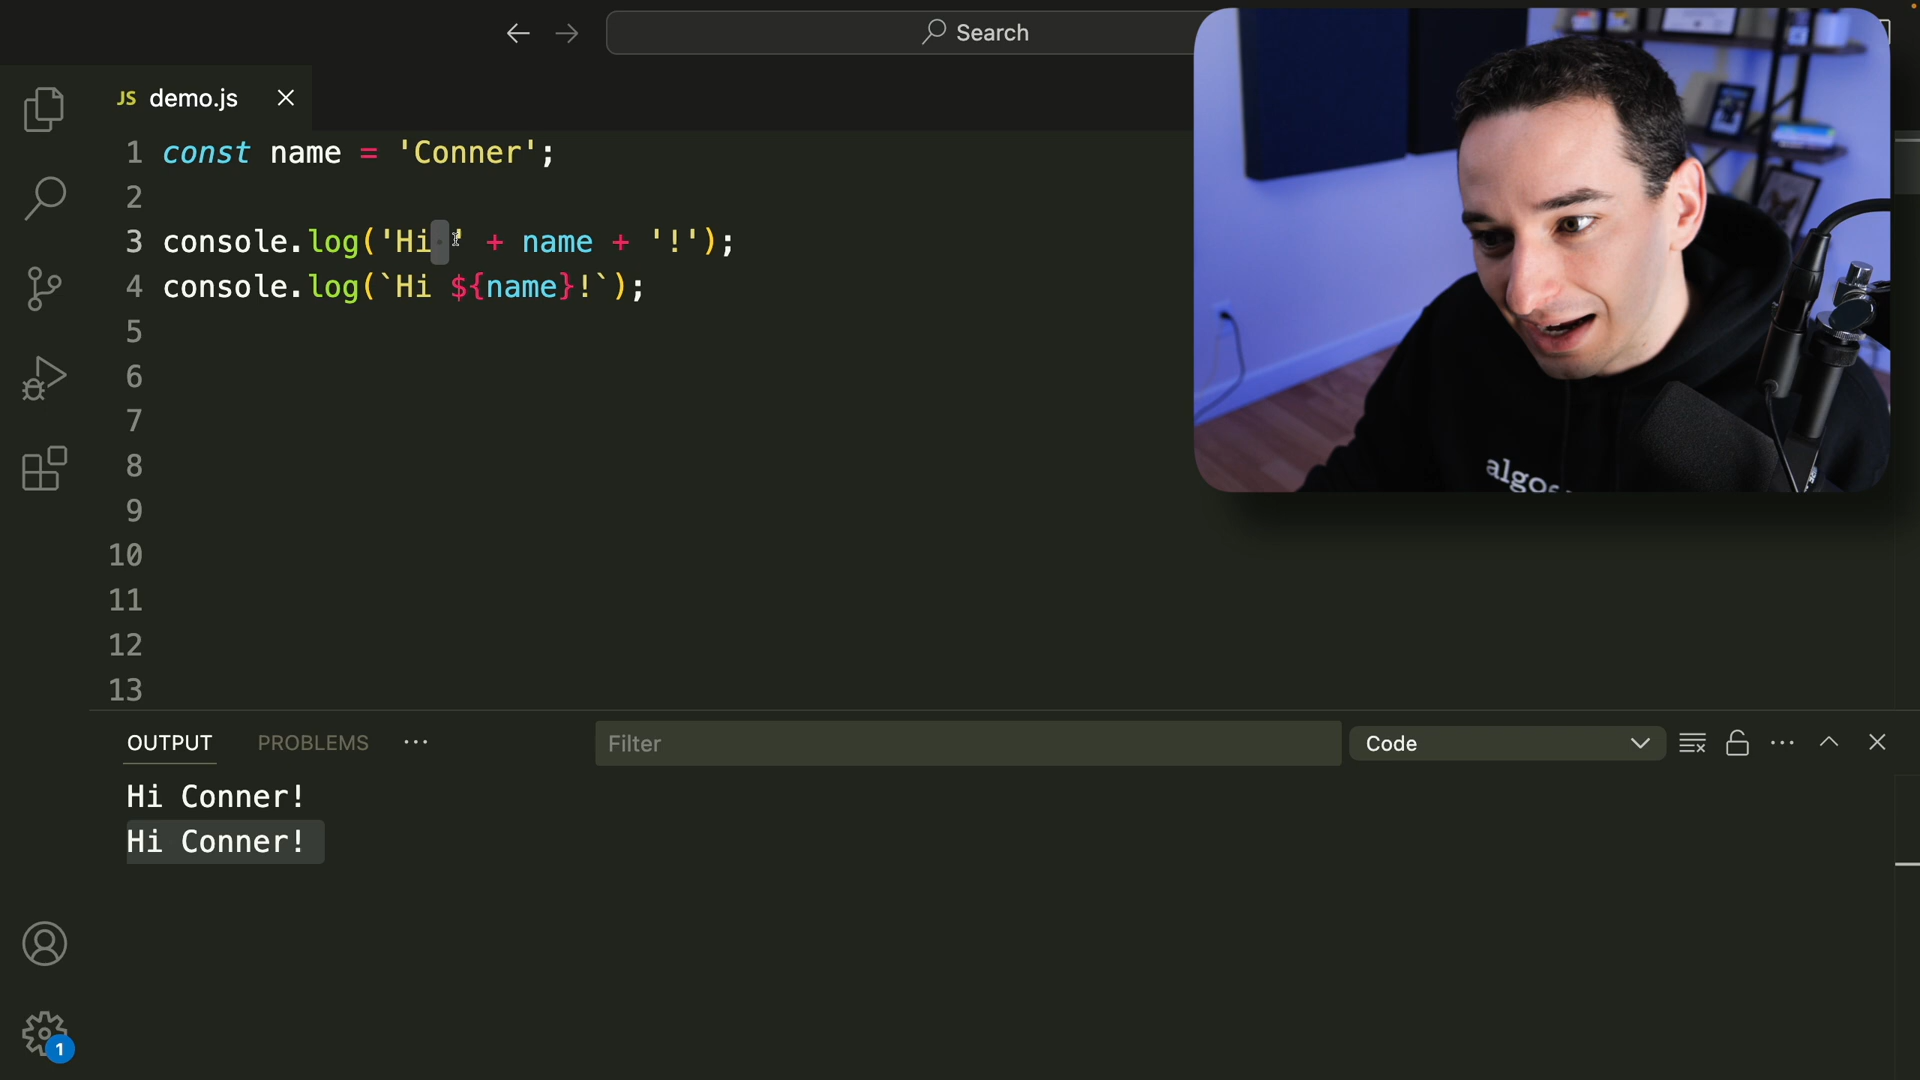 Search
JS demo.js
1 const name = 'Conner';
2
3 console.log('Hi ' + name + '!');
4 console.log(`Hi ${name}!`);
5
6
7
8
9
10
11
12
13
OUTPUT PROBLEMS Filter Code
Hi Conner!
Hi Conner!
1